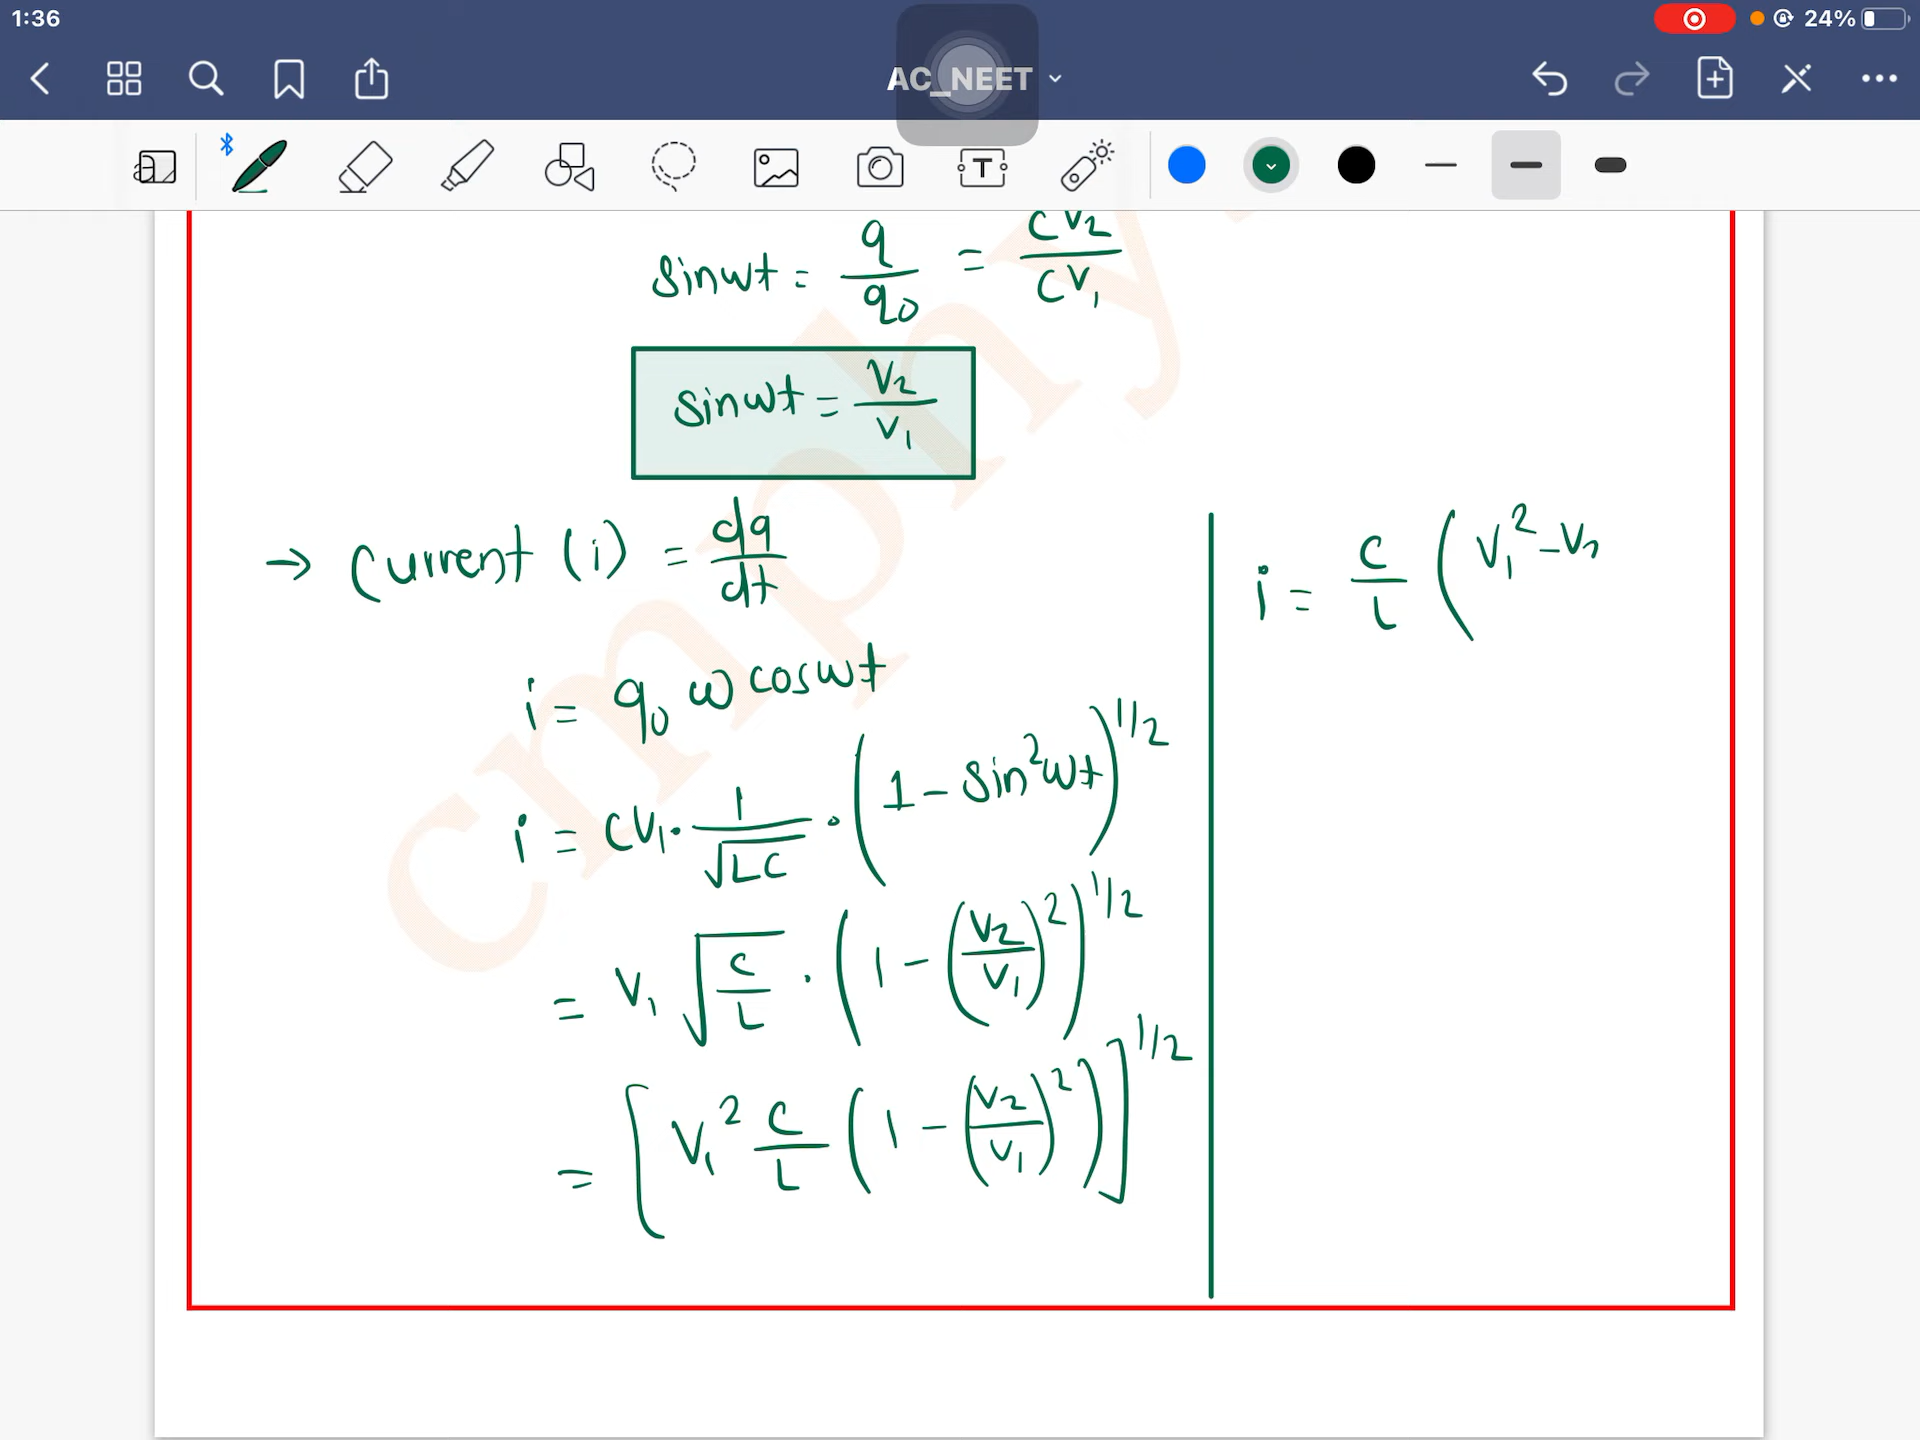 1:36
24%
AC_NEET
T
sinωt = q/q0 = CV2/CV1
sinωt = V2/V1
→ Current (i) = dq/dt
i = q0 ω cosωt
i = CV1 · 1/√LC · (1 - sin²ωt)^1/2
= V1 √C/L · (1 - (V2/V1)²)^1/2
= [V1² C/L (1 - (V2/V1)²)]^1/2
i = C/L (V1² - V2
cmphy